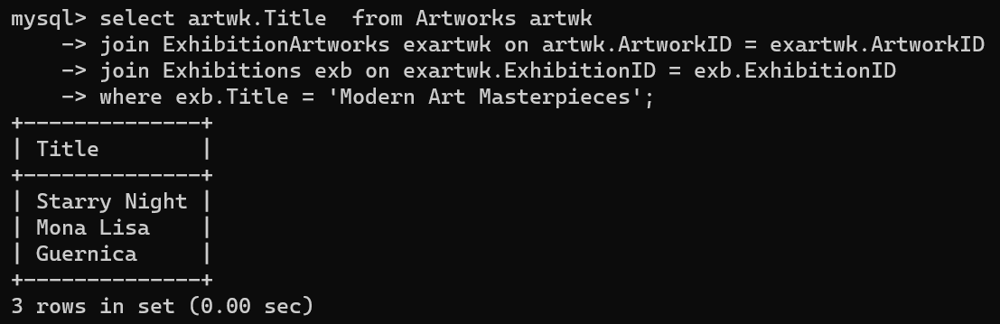 mysql> select artwk.Title  from Artworks artwk
    -> join ExhibitionArtworks exartwk on artwk.ArtworkID = exartwk.ArtworkID
    -> join Exhibitions exb on exartwk.ExhibitionID = exb.ExhibitionID
    -> where exb.Title = 'Modern Art Masterpieces';
+--------------+
| Title        |
+--------------+
| Starry Night |
| Mona Lisa    |
| Guernica     |
+--------------+
3 rows in set (0.00 sec)